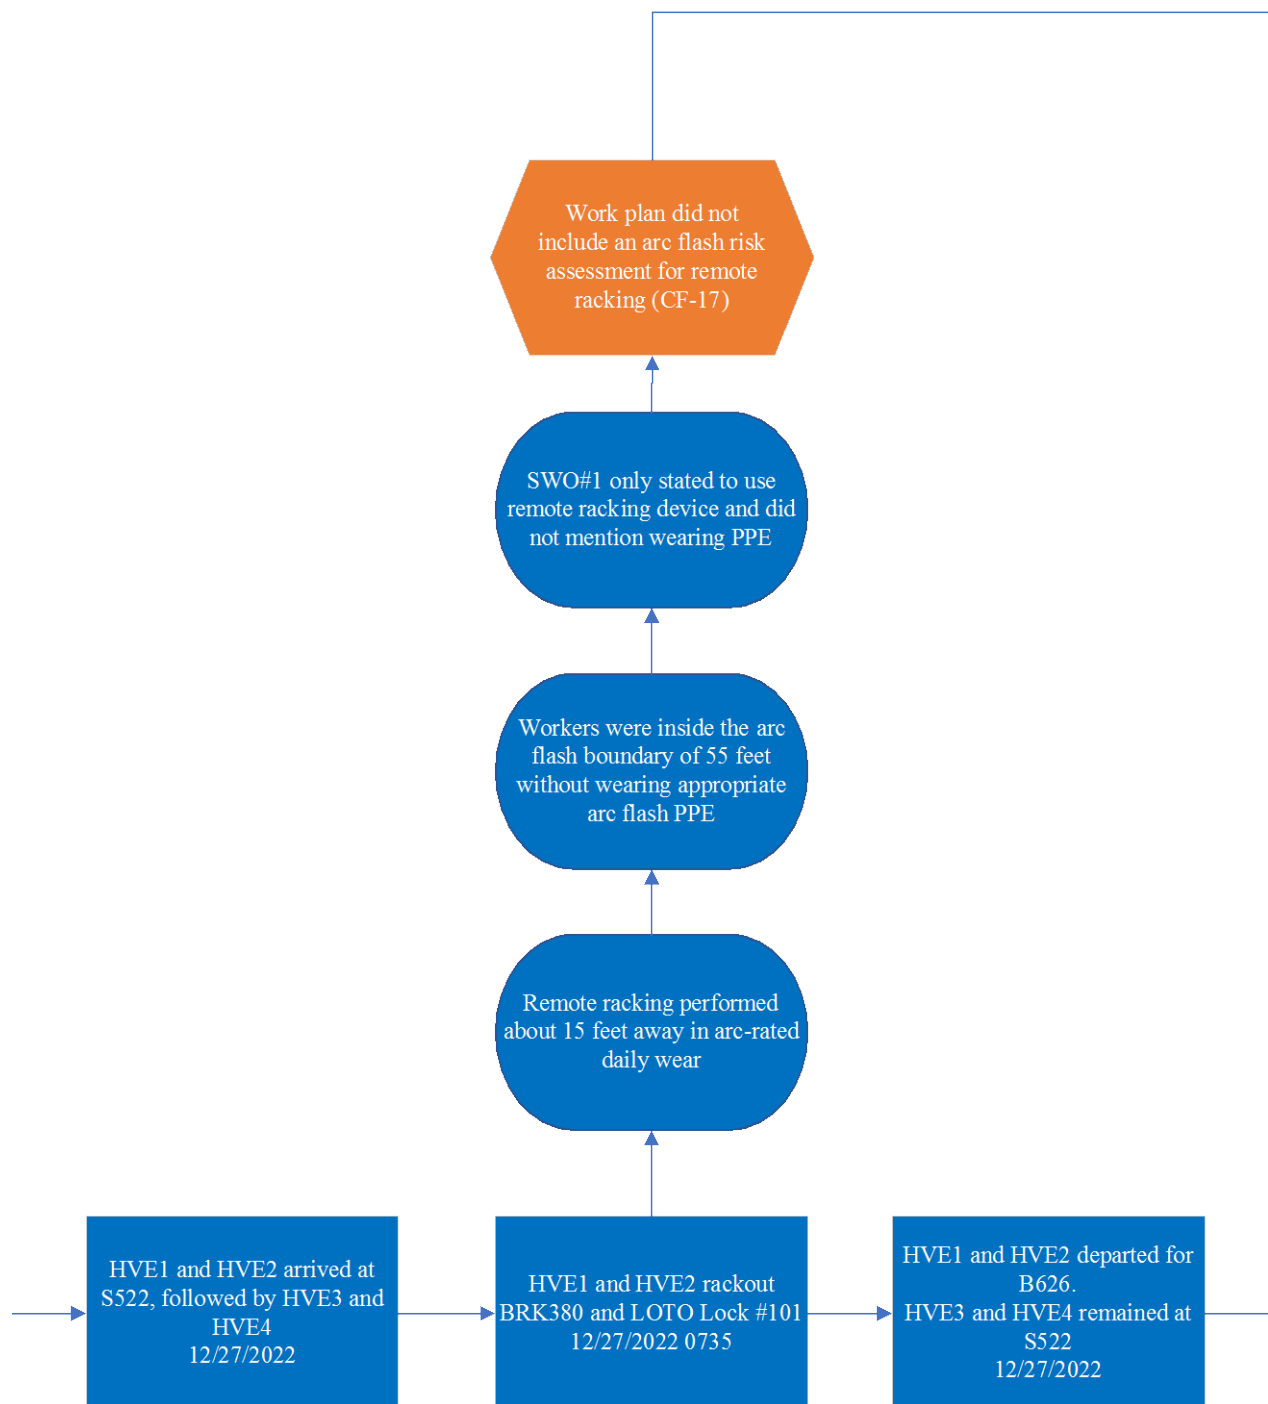 Work plan did not
include an arc flash risk
assessment for remote
racking (CF-17)
SWO#1 only stated to use
remote racking device and did
not mention wearing PPE
Workers were inside the arc
flash boundary of 55 feet
without wearing appropriate
arc flash PPE
Remote racking performed
about 15 feet away in arc-rated
daily wear
HVE1 and HVE2 arrived at
S522, followed by HVE3 and
HVE4
12/27/2022
HVE1 and HVE2 rackout
BRK380 and LOTO Lock #101
12/27/2022 0735
HVE1 and HVE2 departed for
B626.
HVE3 and HVE4 remained at
S522
12/27/2022